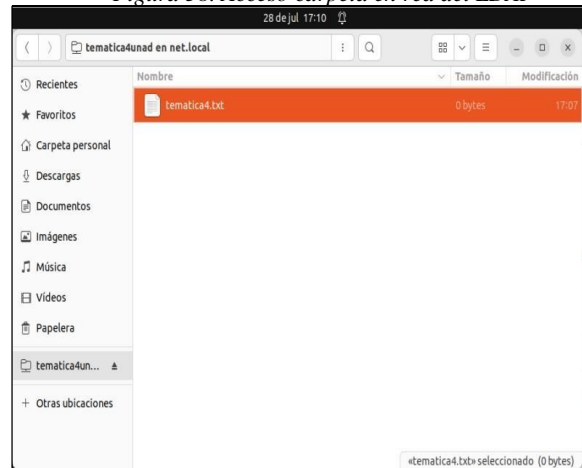 28 de jul 17:10
tematica4unad en net.local
Nombre Tamaño Modificación
tematica4.txt 0 bytes 17:07
Recientes
Favoritos
Carpeta personal
Descargas
Documentos
Imágenes
Música
Vídeos
Papelera
tematica4un...
+ Otras ubicaciones
«tematica4.txt» seleccionado (0 bytes)